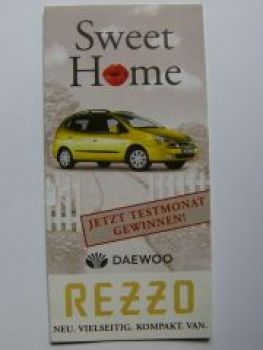 Sweet
Home
JETZT TESTMONAT
GEWINNEN!
DAEWOO
REZZO
NEU. VIELSEITIG. KOMPAKT. VAN.